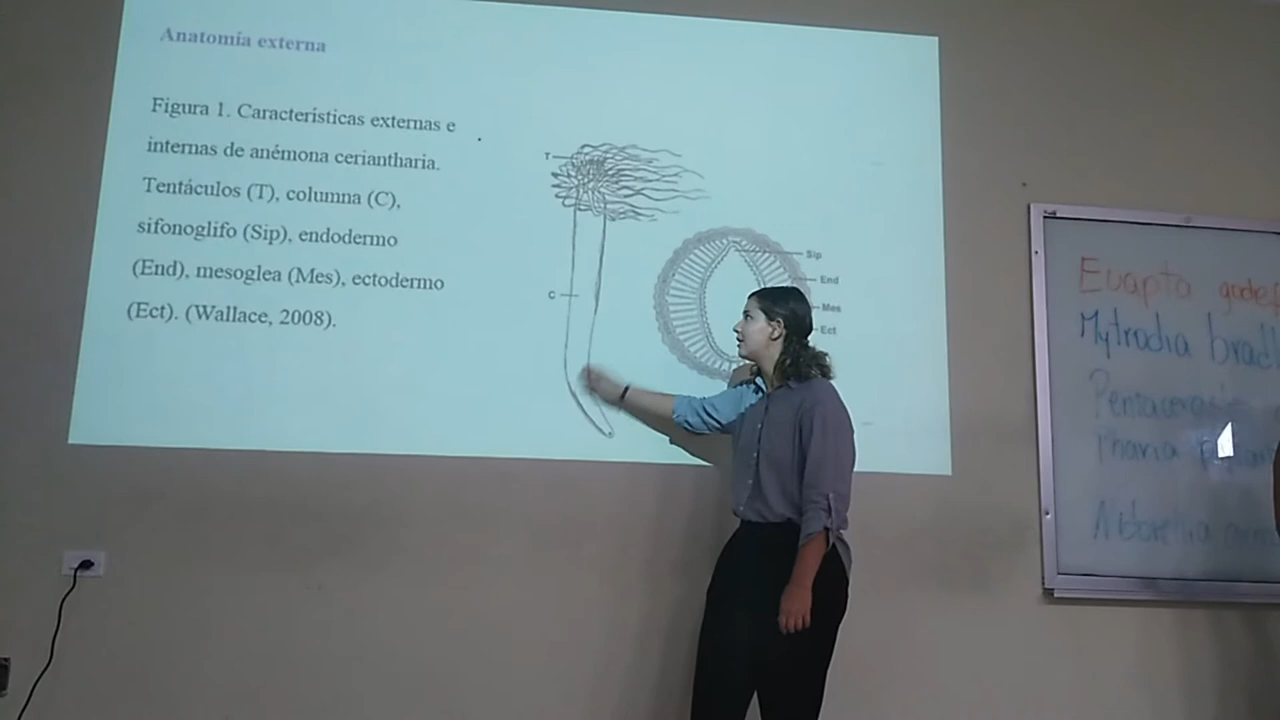 Anatomía externa
Figura 1. Características externas e
internas de anémona ceriantharia.
Tentáculos (T), columna (C),
sifonoglifo (Sip), endodermo
(End), mesoglea (Mes), ectodermo
(Ect). (Wallace, 2008).
T
C
Sip
End
Mes
Ect
Euapta
Mytrodia
Pharia